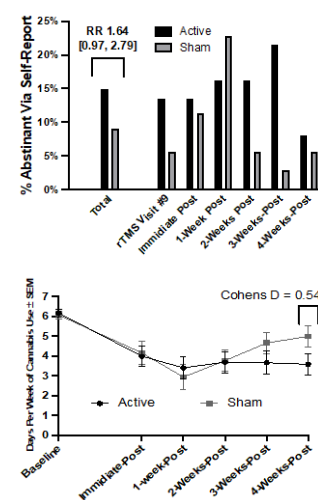 25%
20%
15%
10%
5%
0%
% Abstinant Via Self-Report
RR 1.64
[0.97, 2.79]
Active
Sham
Total
rTMS Visit #9
Immidiate Post
1-Week Post
2-Weeks Post
3-Weeks-Post
4-Weeks-Post
Cohens D = 0.54
7
6
5
4
3
2
1
0
Days Per Week of Cannabis Use ± SEM
Active
Sham
Baseline
Immidiate-Post
1-week-Post
2-Weeks-Post
3-Weeks-Post
4-Weeks-Post